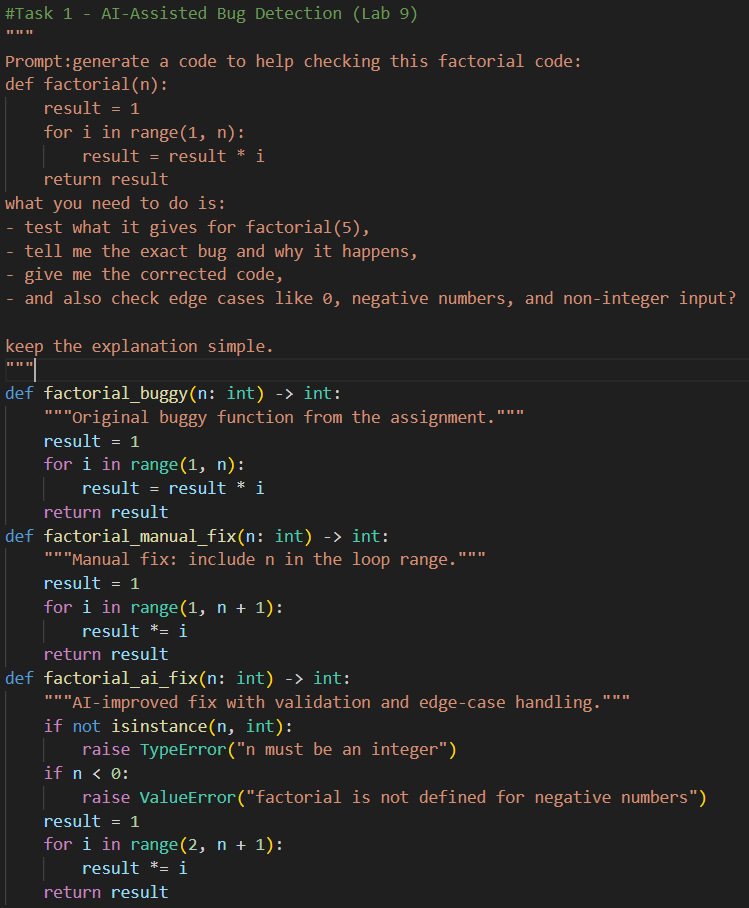 #Task 1 - AI-Assisted Bug Detection (Lab 9)
"""
Prompt:generate a code to help checking this factorial code:
def factorial(n):
    result = 1
    for i in range(1, n):
        result = result * i
    return result
what you need to do is:
- test what it gives for factorial(5),
- tell me the exact bug and why it happens,
- give me the corrected code,
- and also check edge cases like 0, negative numbers, and non-integer input?

keep the explanation simple.
"""
def factorial_buggy(n: int) -> int:
    """Original buggy function from the assignment."""
    result = 1
    for i in range(1, n):
        result = result * i
    return result
def factorial_manual_fix(n: int) -> int:
    """Manual fix: include n in the loop range."""
    result = 1
    for i in range(1, n + 1):
        result *= i
    return result
def factorial_ai_fix(n: int) -> int:
    """AI-improved fix with validation and edge-case handling."""
    if not isinstance(n, int):
        raise TypeError("n must be an integer")
    if n < 0:
        raise ValueError("factorial is not defined for negative numbers")
    result = 1
    for i in range(2, n + 1):
        result *= i
    return result